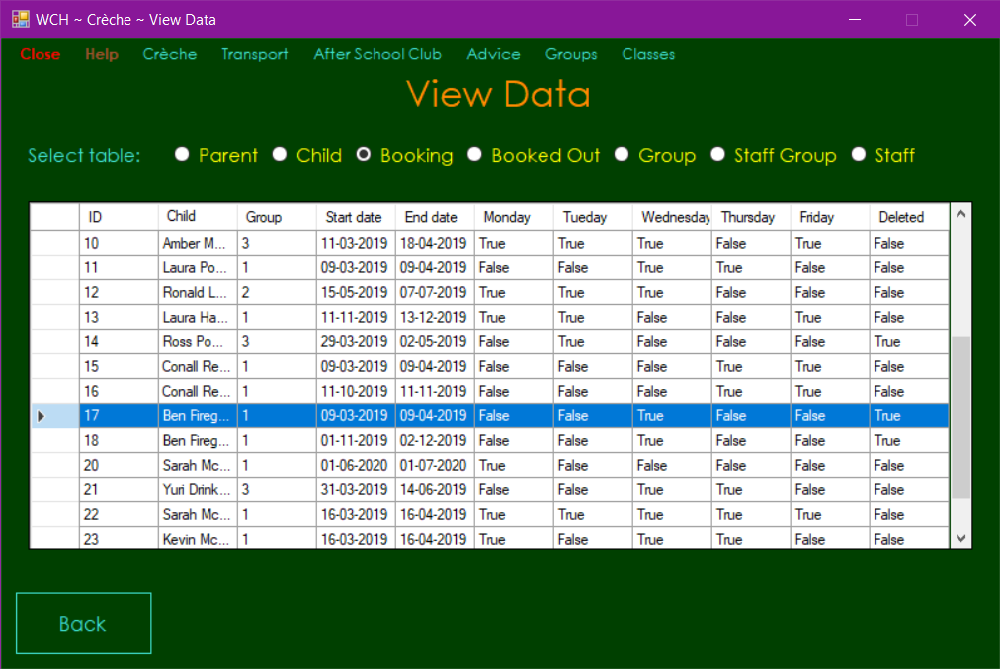 WCH ~ Crèche ~ View Data
Close Help Crèche Transport After School Club Advice Groups Classes
View Data
Select table: Parent Child Booking Booked Out Group Staff Group Staff
ID Child Group Start date End date Monday Tueday Wednesday Thursday Friday Deleted
10 Amber M... 3 11-03-2019 18-04-2019 True True True False True False
11 Laura Po... 1 09-03-2019 09-04-2019 False False True True False False
12 Ronald L... 2 15-05-2019 07-07-2019 True True True False False False
13 Laura Ha... 1 11-11-2019 13-12-2019 True True False False True False
14 Ross Po... 3 29-03-2019 02-05-2019 False True False False False True
15 Conall Re... 1 09-03-2019 09-04-2019 False False False True True False
16 Conall Re... 1 11-10-2019 11-11-2019 False False False True True False
17 Ben Fireg... 1 09-03-2019 09-04-2019 False False True False False True
18 Ben Fireg... 1 01-11-2019 02-12-2019 False False True False False True
20 Sarah Mc... 1 01-06-2020 01-07-2020 True False False False False False
21 Yuri Drink... 3 31-03-2019 14-06-2019 False False True True False False
22 Sarah Mc... 1 16-03-2019 16-04-2019 True True True True True False
23 Kevin Mc... 1 16-03-2019 16-04-2019 True False True True False False
Back